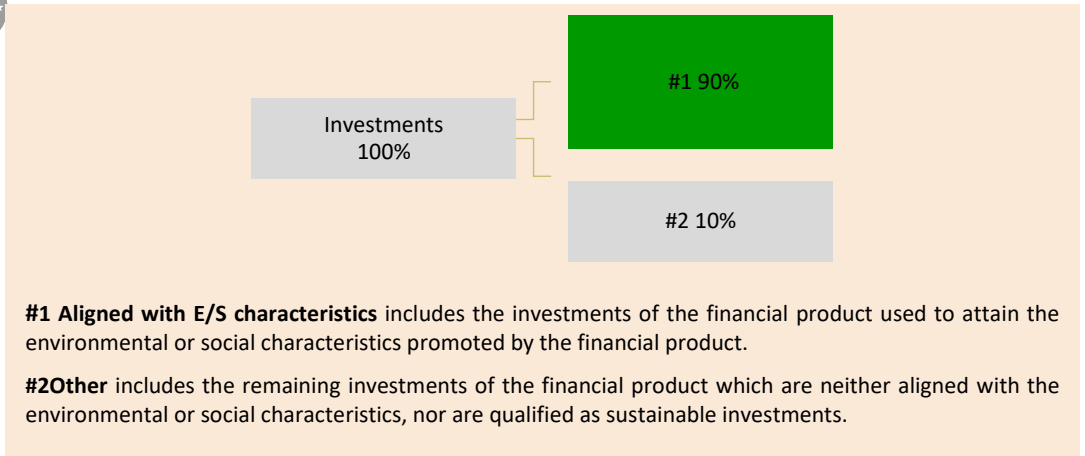 #1 90%
Investments
100%
#2 10%
#1 Aligned with E/S characteristics includes the investments of the financial product used to attain the
environmental or social characteristics promoted by the financial product.
#2Other includes the remaining investments of the financial product which are neither aligned with the
environmental or social characteristics, nor are qualified as sustainable investments.